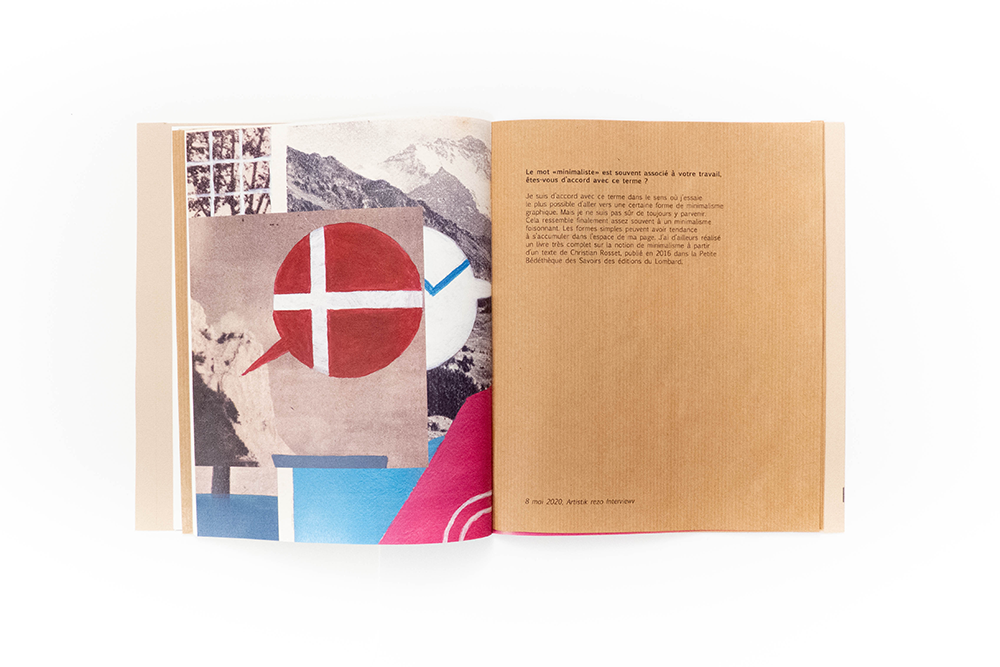 Le mot «minimaliste» est souvent associé à votre travail,
êtes-vous d'accord avec ce terme ?
Je suis d'accord avec ce terme dans le sens où j'essaie
le plus possible d'aller vers une certaine forme de minimalisme
graphique. Mais je ne suis pas sûr de toujours y parvenir.
Cela ressemble finalement assez souvent à un minimalisme
foisonnant. Les formes simples peuvent avoir tendance
à s'accumuler dans l'espace de ma page. J'ai d'ailleurs réalisé
un livre très complet sur la notion de minimalisme à partir
d'un texte de Christian Rosset, publié en 2016 dans la Petite
Bédéthèque des Savoirs des éditions du Lombard.
8 mai 2020, Artistik rezo Interview